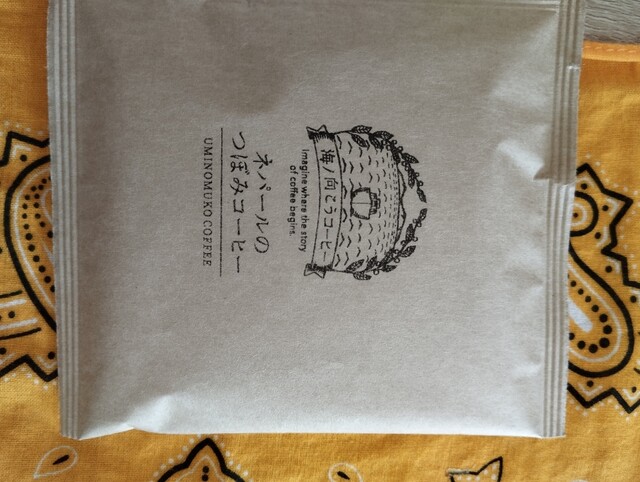 海ノ向こうコーヒー
Imagine where the story
of coffee begins.
ネパールの
つぼみコーヒー
UMINOMUKO COFFEE